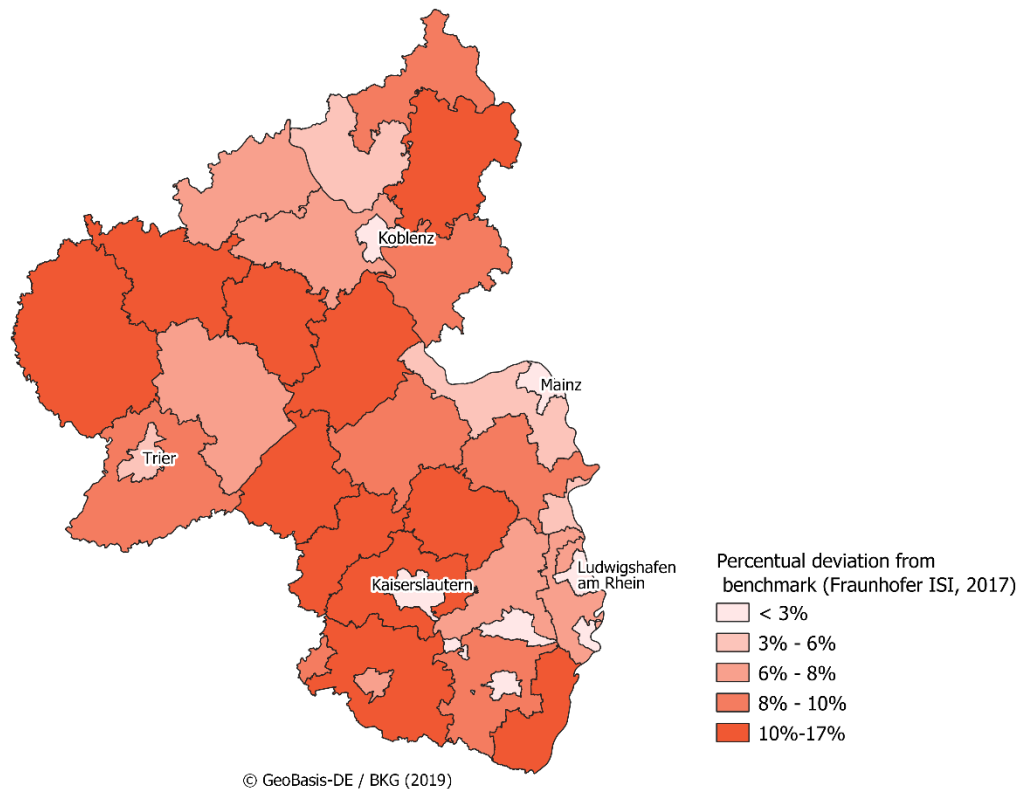 Koblenz
Mainz
Trier
Kaiserslautern
Ludwigshafen
am Rhein
Percentual deviation from
benchmark (Fraunhofer ISI, 2017)
< 3%
3% - 6%
6% - 8%
8% - 10%
10%-17%
© GeoBasis-DE / BKG (2019)